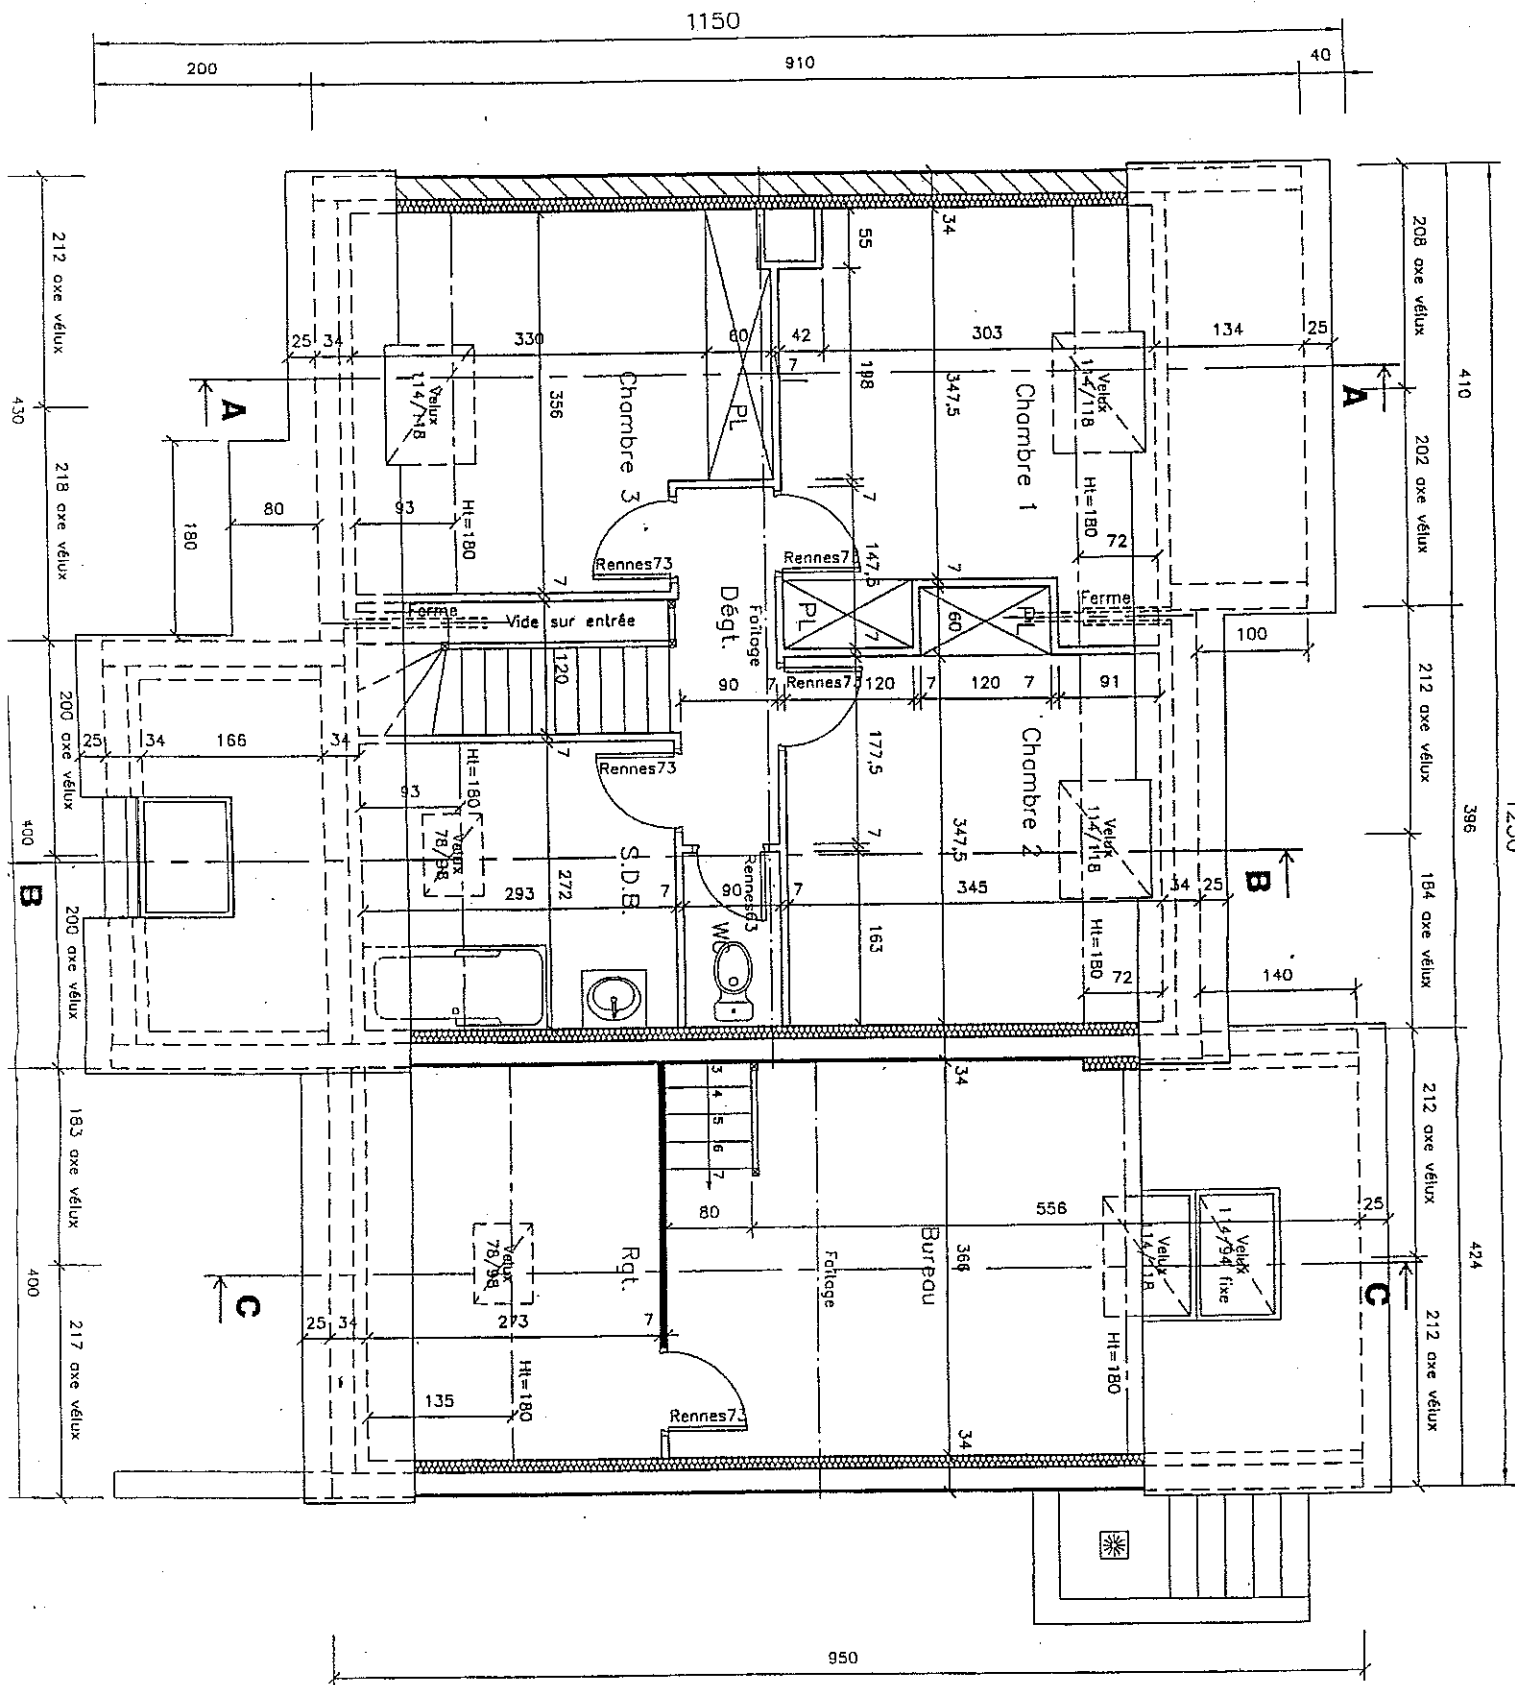 1150
200
910
40
212 axe vélux
218 axe vélux
430
200 axe vélux
200 axe vélux
400
183 axe vélux
217 axe vélux
400
208 axe vélux
202 axe vélux
410
212 axe vélux
184 axe vélux
396
212 axe vélux
212 axe vélux
424
34
55
25
34
330
60
42
303
134
25
7
198
347,5
A
A
Velux
114/118
Chambre 3
356
PL
Chambre 1
Velux
114/118
Ht=180
Ht=180
93
80
180
72
7
147,5
7
Rennes73
Rennes73
7
Ferme
Vide sur entrée
Dégt.
Faîtage
PL
7
60
Ferme
100
120
90
7
Rennes73
120
7
120
7
91
25
34
166
34
7
Rennes73
177,5
Chambre 2
Ht=180
93
Velux
78/98
S.D.B.
7
347,5
Velux
114/118
B
B
293
272
7
90
Rennes63
7
345
34
25
WC
163
Ht=180
72
140
34
3
4
5
6
7
80
556
25
Velux
78/98
Rgt.
Faîtage
Bureau
366
Velux
114/118
Velux
114/94 fixe
C
C
25
34
273
7
Ht=180
Ht=180
135
Rennes73
34
950